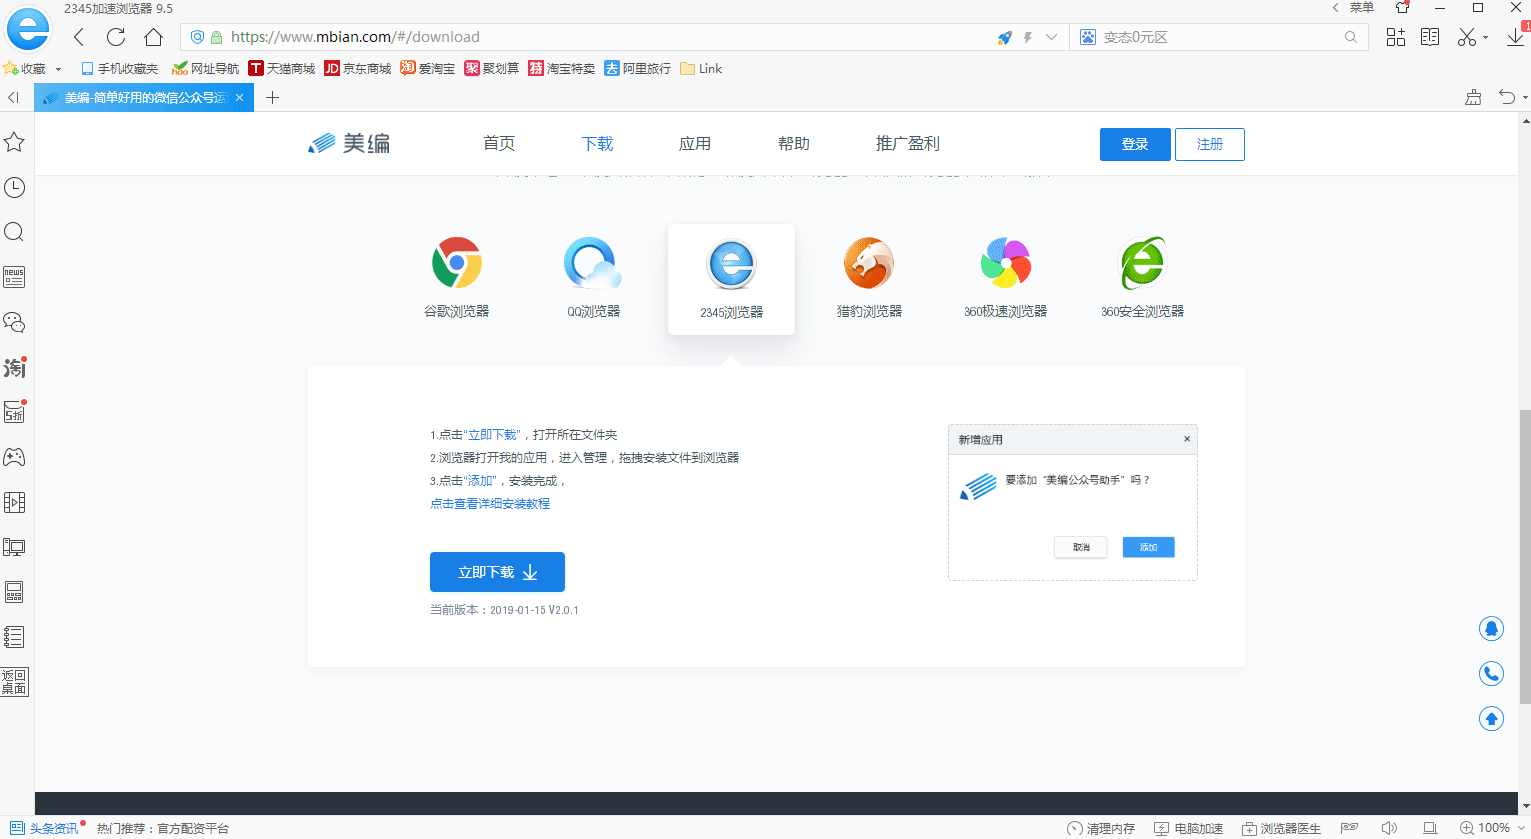 2345加速浏览器 9.5
菜单
https://www.mbian.com/#/download
变态0元区
1
收藏
手机收藏夹
网址导航
天猫商城
京东商城
爱淘宝
聚划算
淘宝特卖
阿里旅行
Link
美编-简单好用的微信公众号运
美编
首页
下载
应用
帮助
推广盈利
登录
注册
谷歌浏览器
QQ浏览器
2345浏览器
猎豹浏览器
360极速浏览器
360安全浏览器
1.点击“立即下载”，打开所在文件夹
2.浏览器打开我的应用，进入管理，拖拽安装文件到浏览器
3.点击“添加”，安装完成，
点击查看详细安装教程
立即下载
当前版本：2019-01-15 V2.0.1
新增应用
×
要添加“美编公众号助手”吗？
取消
添加
news
淘
5折
返回
桌面
头条资讯
热门推荐：官方配资平台
清理内存
电脑加速
浏览器医生
100%